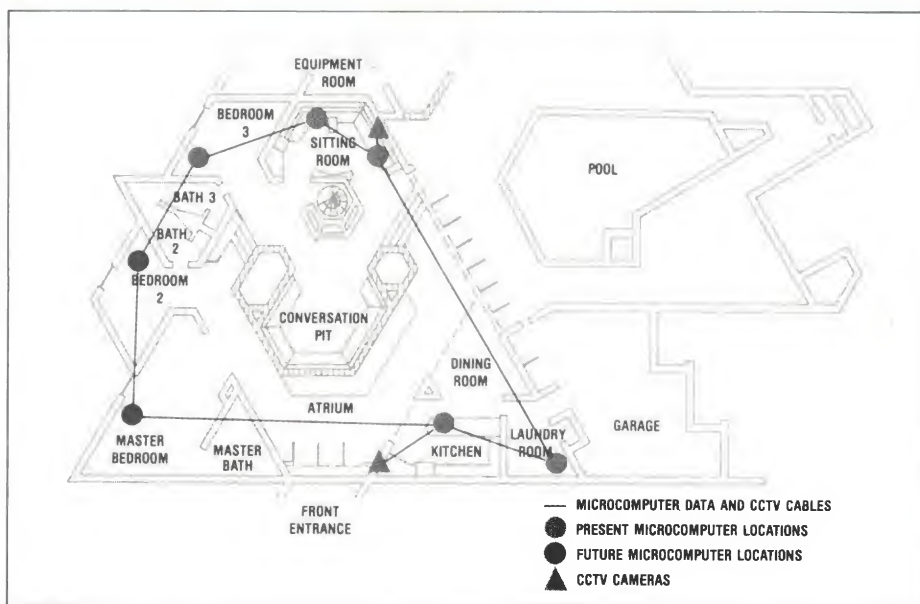 EQUIPMENT
ROOM
BEDROOM
3
SITTING
ROOM
POOL
BATH 3
BATH
2
BEDROOM
2
CONVERSATION
PIT
DINING
ROOM
ATRIUM
GARAGE
MASTER
BEDROOM
MASTER
BATH
KITCHEN
LAUNDRY
ROOM
FRONT
ENTRANCE
MICROCOMPUTER DATA AND CCTV CABLES
PRESENT MICROCOMPUTER LOCATIONS
FUTURE MICROCOMPUTER LOCATIONS
CCTV CAMERAS